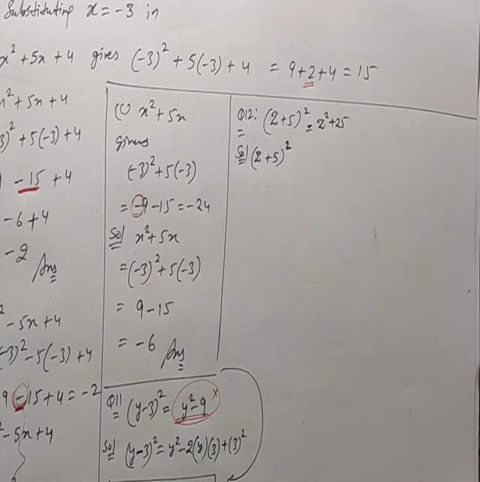 Substituting x = -3 in
x² + 5x + 4 gives (-3)² + 5(-3) + 4 = 9+2+4 = 15
x² + 5x + 4
3)² + 5(-3) + 4
- 15 + 4
-6 + 4
- 2 Ans
² - 5x + 4
-3)² - 5(-3) + 4
9 - 15 + 4 = -2
² - 5x + 4
(c) x² + 5x
gives
(-3)² + 5(-3)
= -9 - 15 = -24
Sol x² + 5x
= (-3)² + 5(-3)
= 9 - 15
= -6 Ans
Q11 (y-3)² = y² - 9 ×
Sol (y-3)² = y² - 2(y)(3) + (3)²
Q12: (z+5)² = z² + 25
Sol (z+5)²